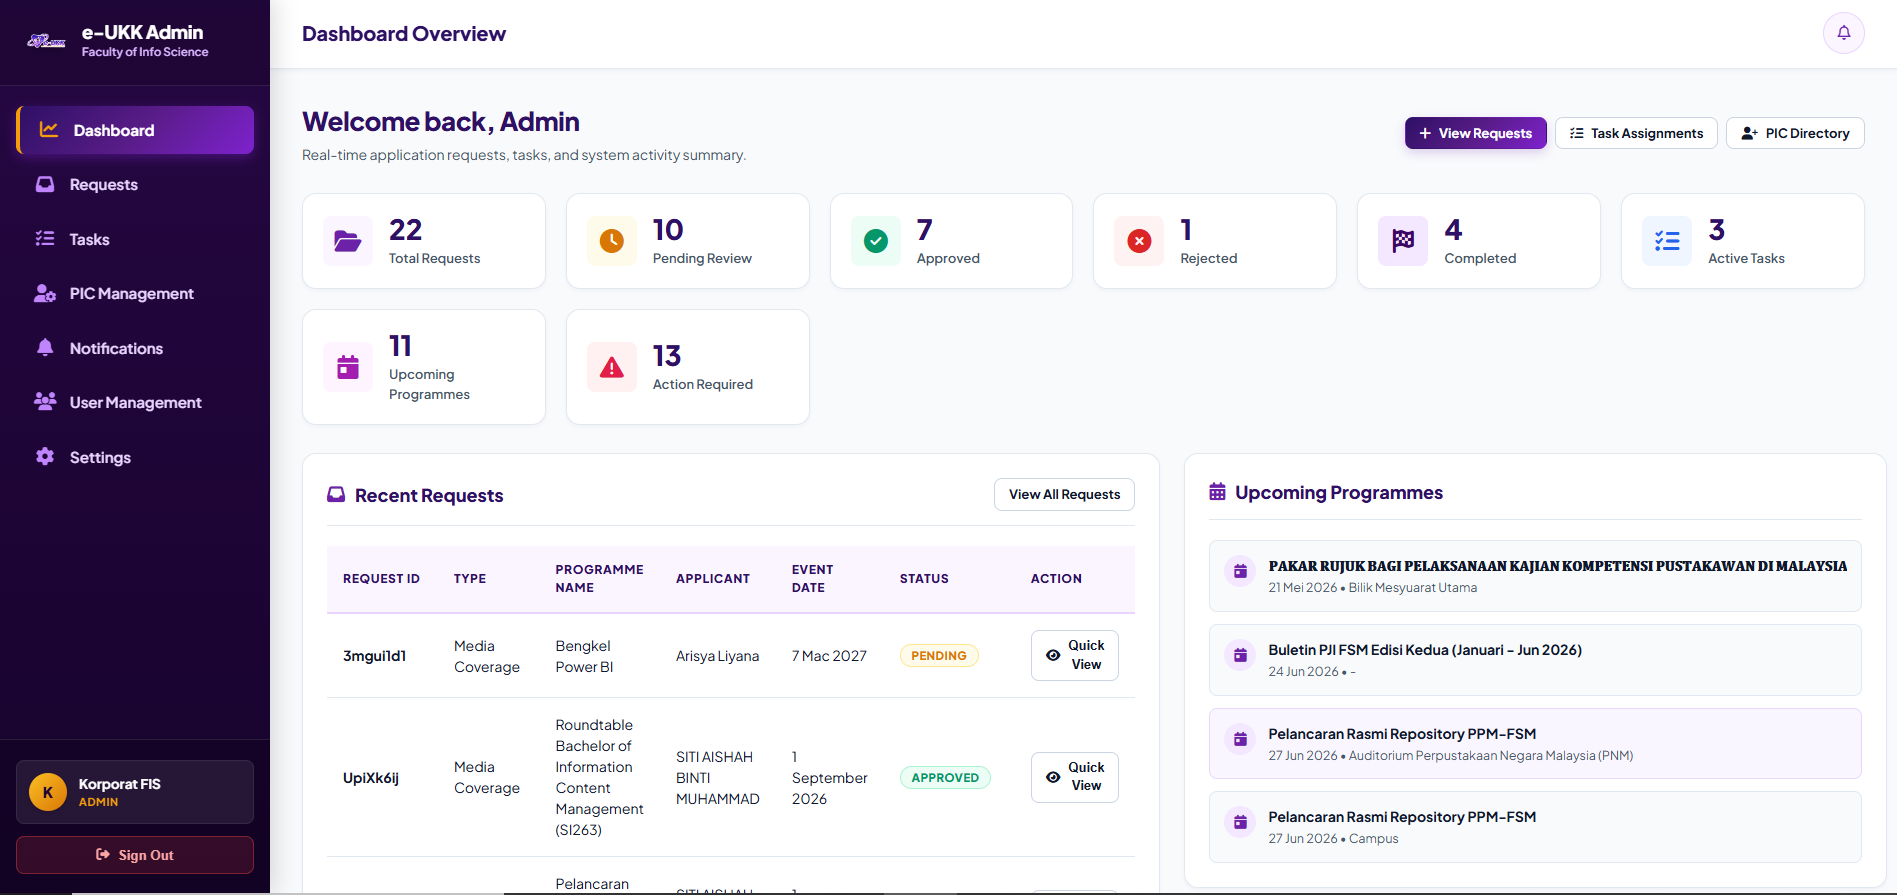 e-UKK Admin
Faculty of Info Science
Dashboard
Requests
Tasks
PIC Management
Notifications
User Management
Settings
K
Korporat FIS
ADMIN
Sign Out
Dashboard Overview
Welcome back, Admin
Real-time application requests, tasks, and system activity summary.
View Requests
Task Assignments
PIC Directory
22
Total Requests
10
Pending Review
7
Approved
1
Rejected
4
Completed
3
Active Tasks
11
Upcoming
Programmes
13
Action Required
Recent Requests
View All Requests
REQUEST ID TYPE PROGRAMME NAME APPLICANT EVENT DATE STATUS ACTION
3mgui1d1
Media
Coverage
Bengkel
Power BI
Arisya Liyana
7 Mac 2027
PENDING
Quick
View
UpiXk6ij
Media
Coverage
Roundtable
Bachelor of
Information
Content
Management
(SI263)
SITI AISHAH
BINTI
MUHAMMAD
1
September
2026
APPROVED
Quick
View
Pelancaran
SITI AISHAH
1
Upcoming Programmes
PAKAR RUJUK BAGI PELAKSANAAN KAJIAN KOMPETENSI PUSTAKAWAN DI MALAYSIA
21 Mei 2026 • Bilik Mesyuarat Utama
Buletin PJI FSM Edisi Kedua (Januari - Jun 2026)
24 Jun 2026 • -
Pelancaran Rasmi Repository PPM-FSM
27 Jun 2026 • Auditorium Perpustakaan Negara Malaysia (PNM)
Pelancaran Rasmi Repository PPM-FSM
27 Jun 2026 • Campus